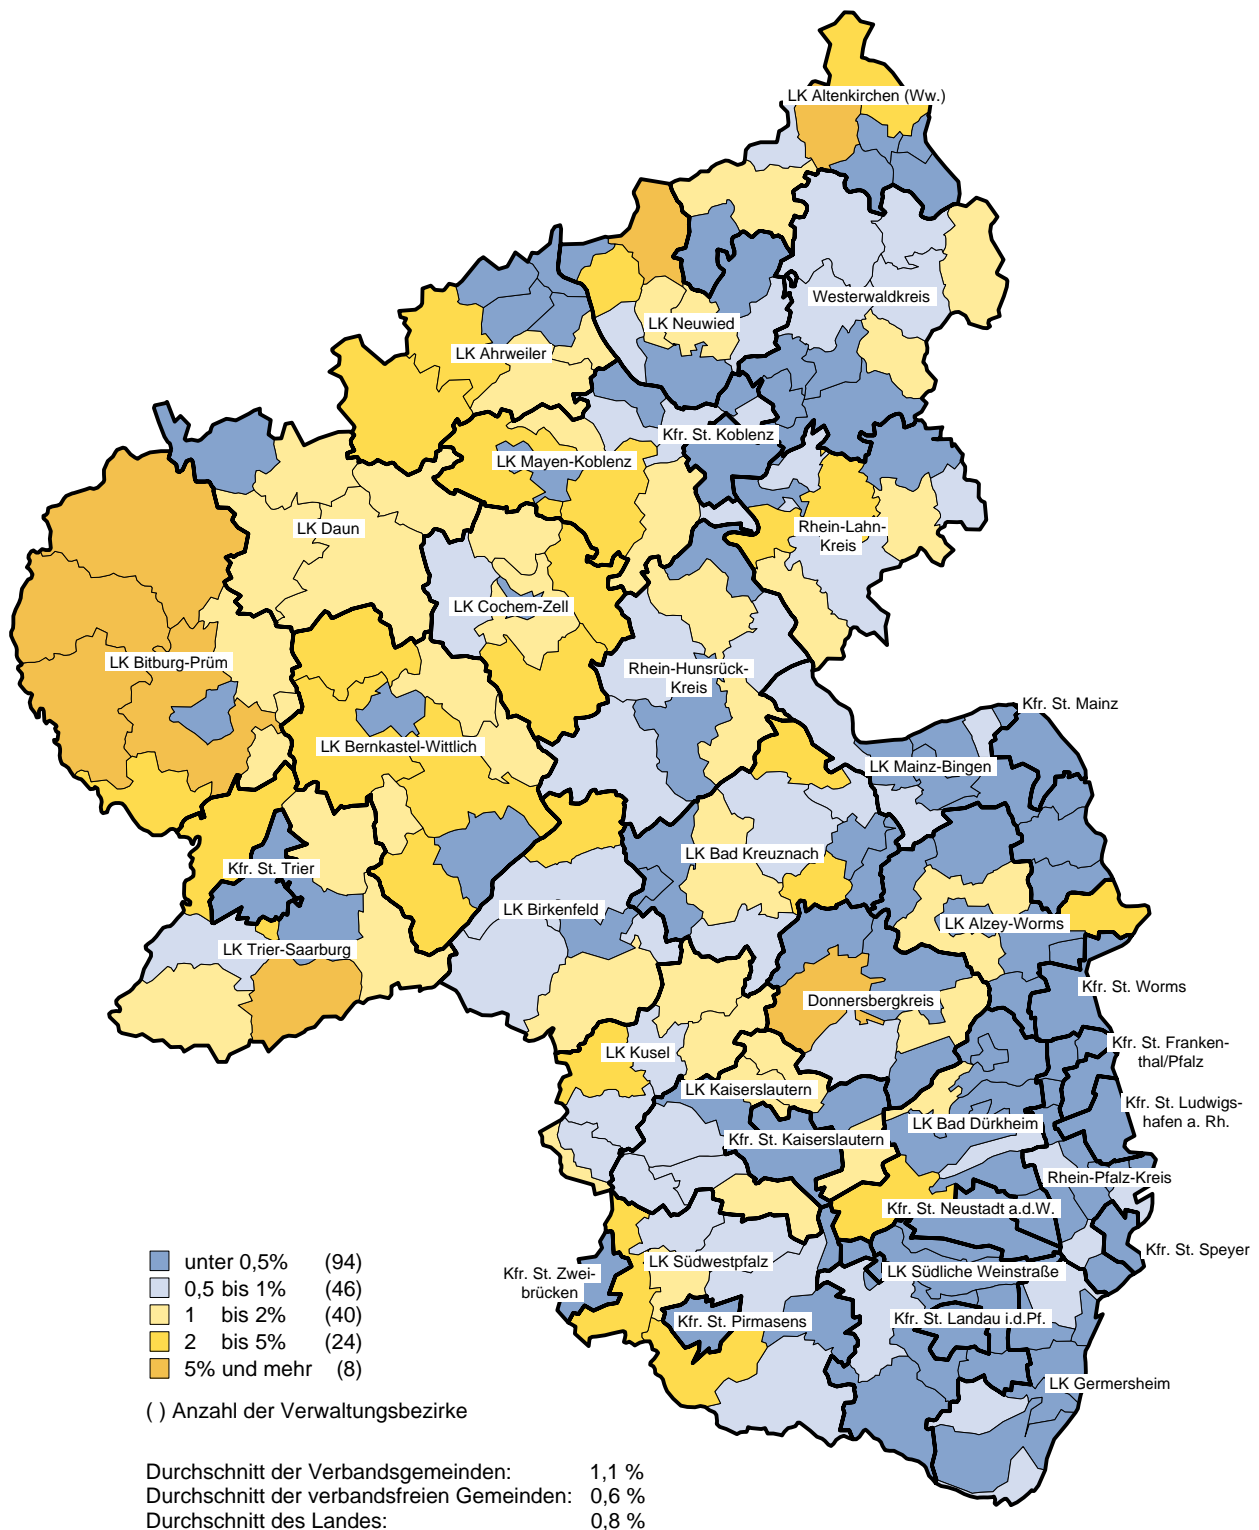 LK Altenkirchen (Ww.)
Westerwaldkreis
LK Neuwied
LK Ahrweiler
Kfr. St. Koblenz
LK Mayen-Koblenz
LK Daun
Rhein-Lahn-
Kreis
LK Cochem-Zell
LK Bitburg-Prüm
Rhein-Hunsrück-
Kreis
Kfr. St. Mainz
LK Bernkastel-Wittlich
LK Mainz-Bingen
LK Bad Kreuznach
Kfr. St. Trier
LK Birkenfeld
LK Alzey-Worms
LK Trier-Saarburg
Kfr. St. Worms
Donnersbergkreis
Kfr. St. Franken-
thal/Pfalz
LK Kusel
LK Kaiserslautern
Kfr. St. Ludwigs-
hafen a. Rh.
LK Bad Dürkheim
Kfr. St. Kaiserslautern
Rhein-Pfalz-Kreis
Kfr. St. Neustadt a.d.W.
Kfr. St. Speyer
LK Südwestpfalz
LK Südliche Weinstraße
Kfr. St. Zwei-
brücken
Kfr. St. Pirmasens
Kfr. St. Landau i.d.Pf.
LK Germersheim
unter 0,5% (94)
0,5 bis 1% (46)
1 bis 2% (40)
2 bis 5% (24)
5% und mehr (8)
( ) Anzahl der Verwaltungsbezirke
Durchschnitt der Verbandsgemeinden: 1,1 %
Durchschnitt der verbandsfreien Gemeinden: 0,6 %
Durchschnitt des Landes: 0,8 %